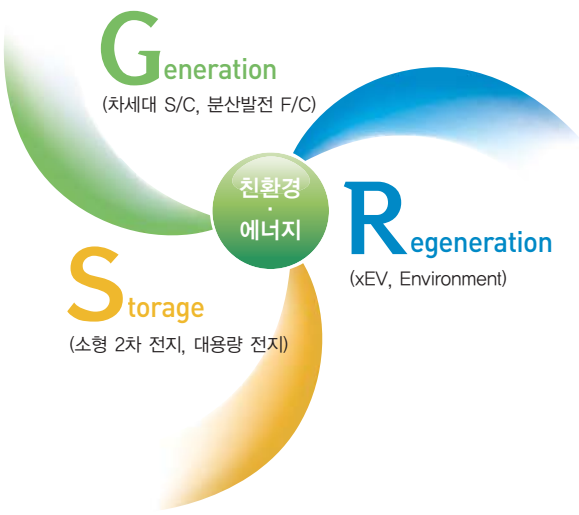 Generation
(차세대 S/C, 분산발전 F/C)
친환경
·
에너지
Regeneration
(xEV, Environment)
Storage
(소형 2차 전지, 대용량 전지)